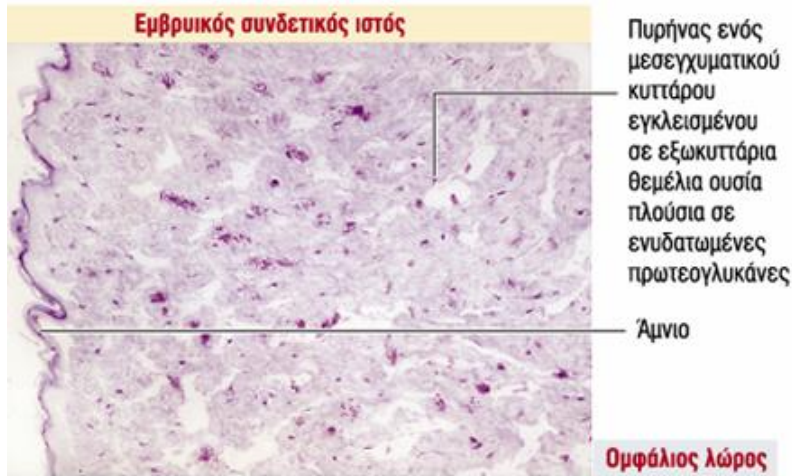 Εμβρυικός συνδετικός ιστός
Πυρήνας ενός
μεσεγχυματικού
κυττάρου
εγκλεισμένου
σε εξωκυττάρια
θεμέλια ουσία
πλούσια σε
ενυδατωμένες
πρωτεογλυκάνες
Άμνιο
Ομφάλιος λώρος